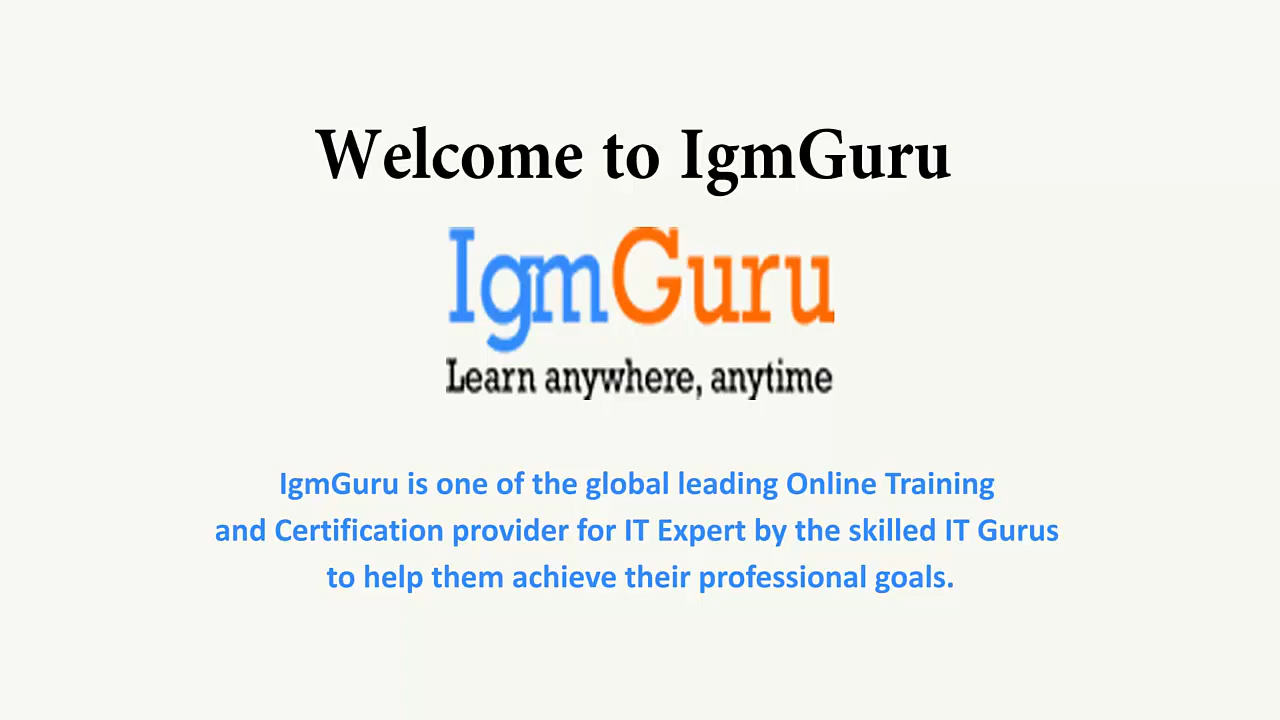 Welcome to IgmGuru
IgmGuru
Learn anywhere, anytime
IgmGuru is one of the global leading Online Training
and Certification provider for IT Expert by the skilled IT Gurus
to help them achieve their professional goals.